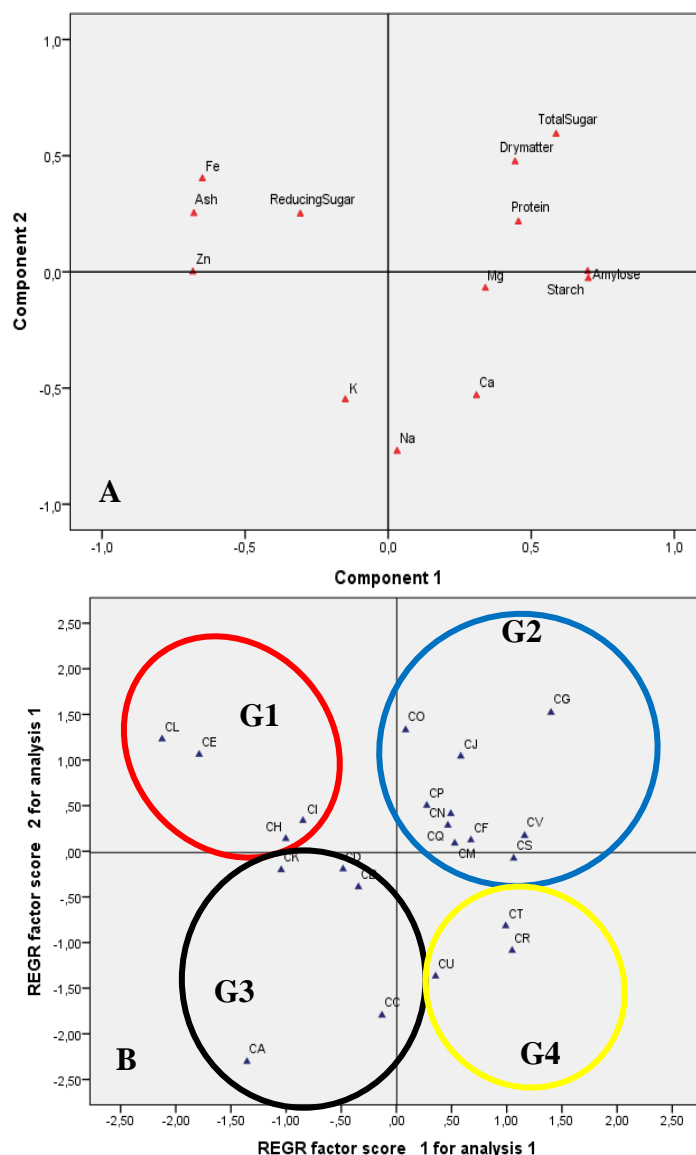 1,0
TotalSugar
Drymatter
0,5
Fe
Ash
ReducingSugar
Protein
Zn
0,0
Mg
Amylose
Starch
Component 2
K
Ca
-0,5
Na
A
-1,0
-1,0 -0,5 0,0 0,5 1,0
Component 1
2,50
G2
2,00
G1
CG
1,50
CO
CL
CE
CJ
1,00
CP
,50
CN
CI
CH
CQ
CF
CV
CM
CS
,00
CK
CD
CB
-,50
CT
CR
-1,00
CU
G3
-1,50
CC
CA
G4
-2,00
B
-2,50
REGR factor score 2 for analysis 1
-2,50 -2,00 -1,50 -1,00 -,50 ,00 ,50 1,00 1,50 2,00 2,50
REGR factor score 1 for analysis 1